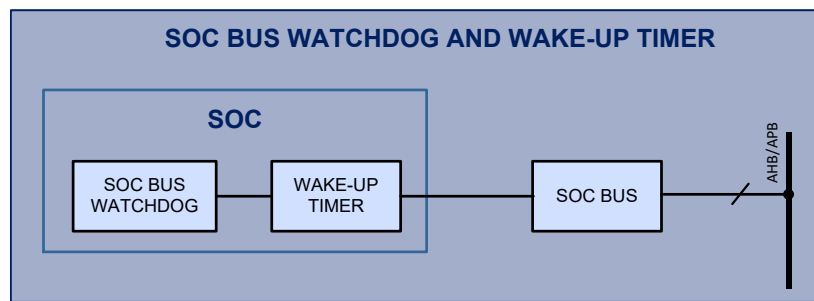 SOC BUS WATCHDOG AND WAKE-UP TIMER
SOC
SOC BUS
WATCHDOG
WAKE-UP
TIMER
SOC BUS
AHB/APB